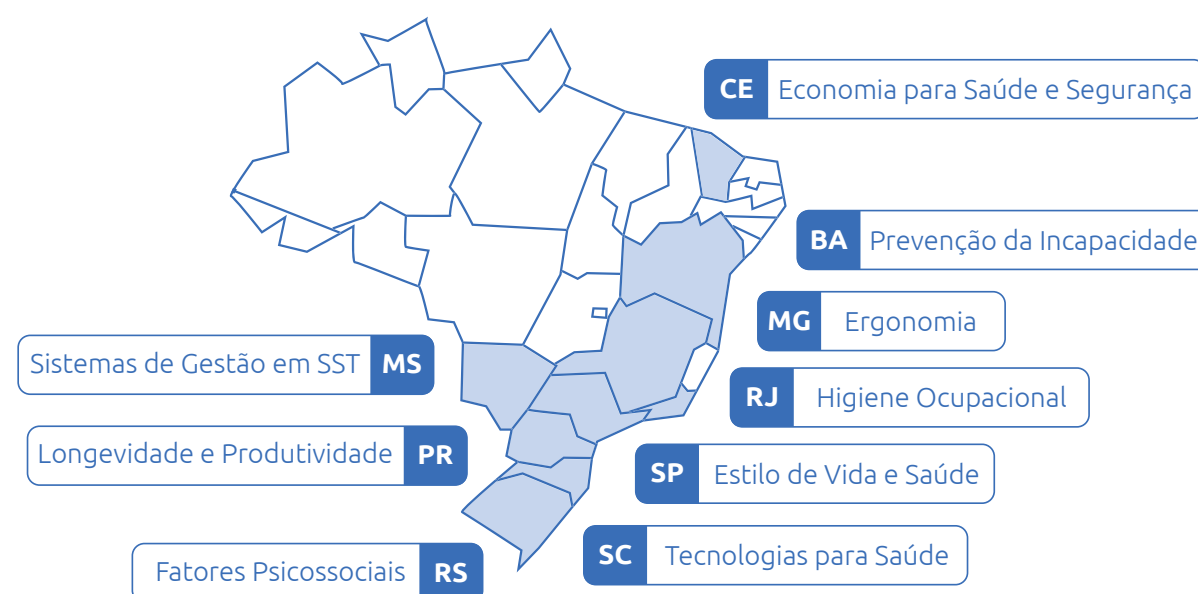 CE Economia para Saúde e Segurança
BA Prevenção da Incapacidade
MG Ergonomia
Sistemas de Gestão em SST MS
RJ Higiene Ocupacional
Longevidade e Produtividade PR
SP Estilo de Vida e Saúde
SC Tecnologias para Saúde
Fatores Psicossociais RS